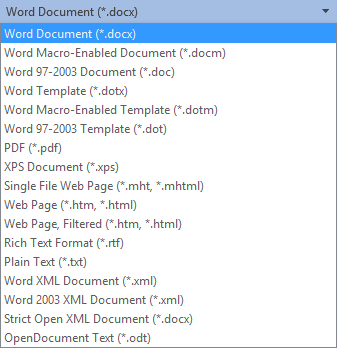 Word Document (*.docx)
Word Document (*.docx)
Word Macro-Enabled Document (*.docm)
Word 97-2003 Document (*.doc)
Word Template (*.dotx)
Word Macro-Enabled Template (*.dotm)
Word 97-2003 Template (*.dot)
PDF (*.pdf)
XPS Document (*.xps)
Single File Web Page (*.mht, *.mhtml)
Web Page (*.htm, *.html)
Web Page, Filtered (*.htm, *.html)
Rich Text Format (*.rtf)
Plain Text (*.txt)
Word XML Document (*.xml)
Word 2003 XML Document (*.xml)
Strict Open XML Document (*.docx)
OpenDocument Text (*.odt)